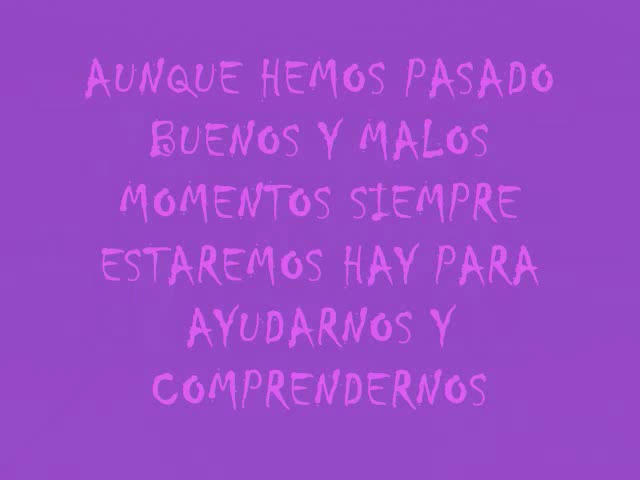 AUNQUE HEMOS PASADO
BUENOS Y MALOS
MOMENTOS SIEMPRE
ESTAREMOS HAY PARA
AYUDARNOS Y
COMPRENDERNOS